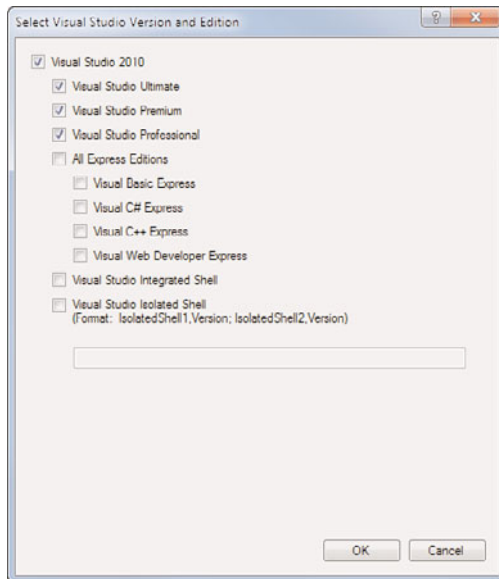 Select Visual Studio Version and Edition
Visual Studio 2010
Visual Studio Ultimate
Visual Studio Premium
Visual Studio Professional
All Express Editions
Visual Basic Express
Visual C# Express
Visual C++ Express
Visual Web Developer Express
Visual Studio Integrated Shell
Visual Studio Isolated Shell
(Format: IsolatedShell1,Version; IsolatedShell2,Version)
OK Cancel